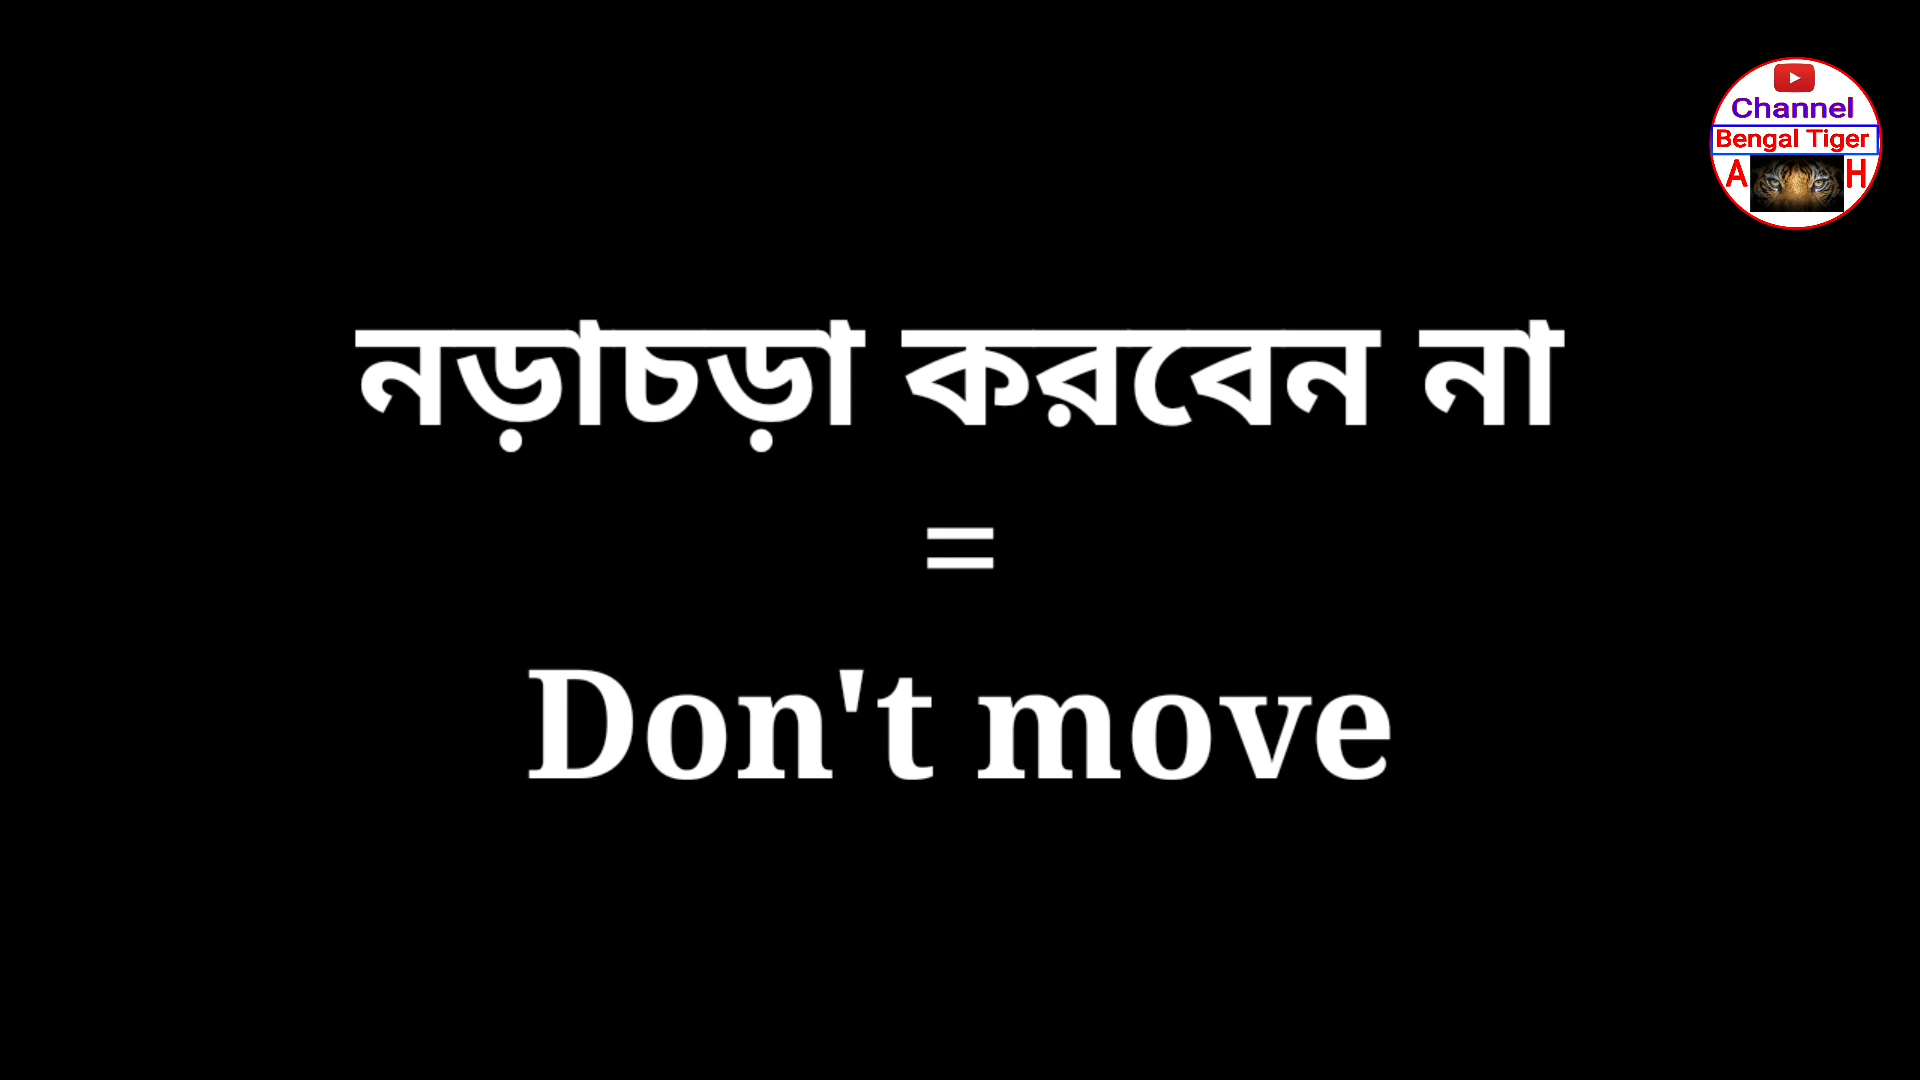 Channel
Bengal Tiger
A H
নড়াচড়া করবেন না
=
Don't move